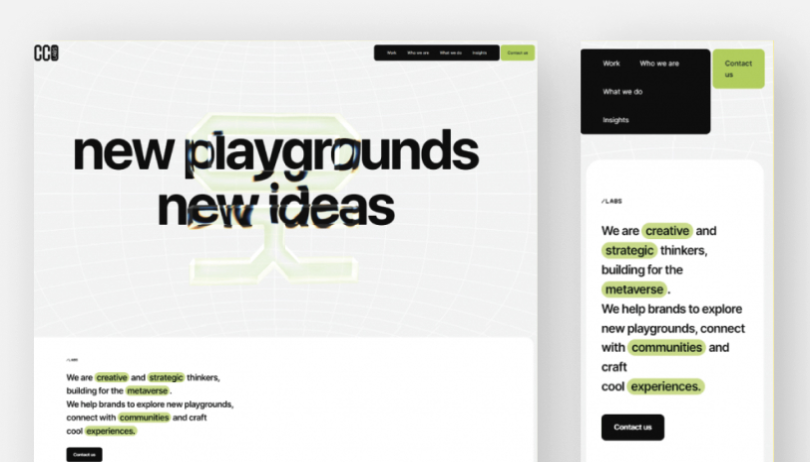 CC
Work Who we are What we do Insights Contact us
new playgrounds
new ideas
/LABS
We are creative and strategic thinkers,
building for the metaverse.
We help brands to explore new playgrounds,
connect with communities and craft
cool experiences.
Contact us
Work Who we are
What we do
Insights
Contact
us
/LABS
We are creative and
strategic thinkers,
building for the
metaverse.
We help brands to explore
new playgrounds, connect
with communities and
craft
cool experiences.
Contact us